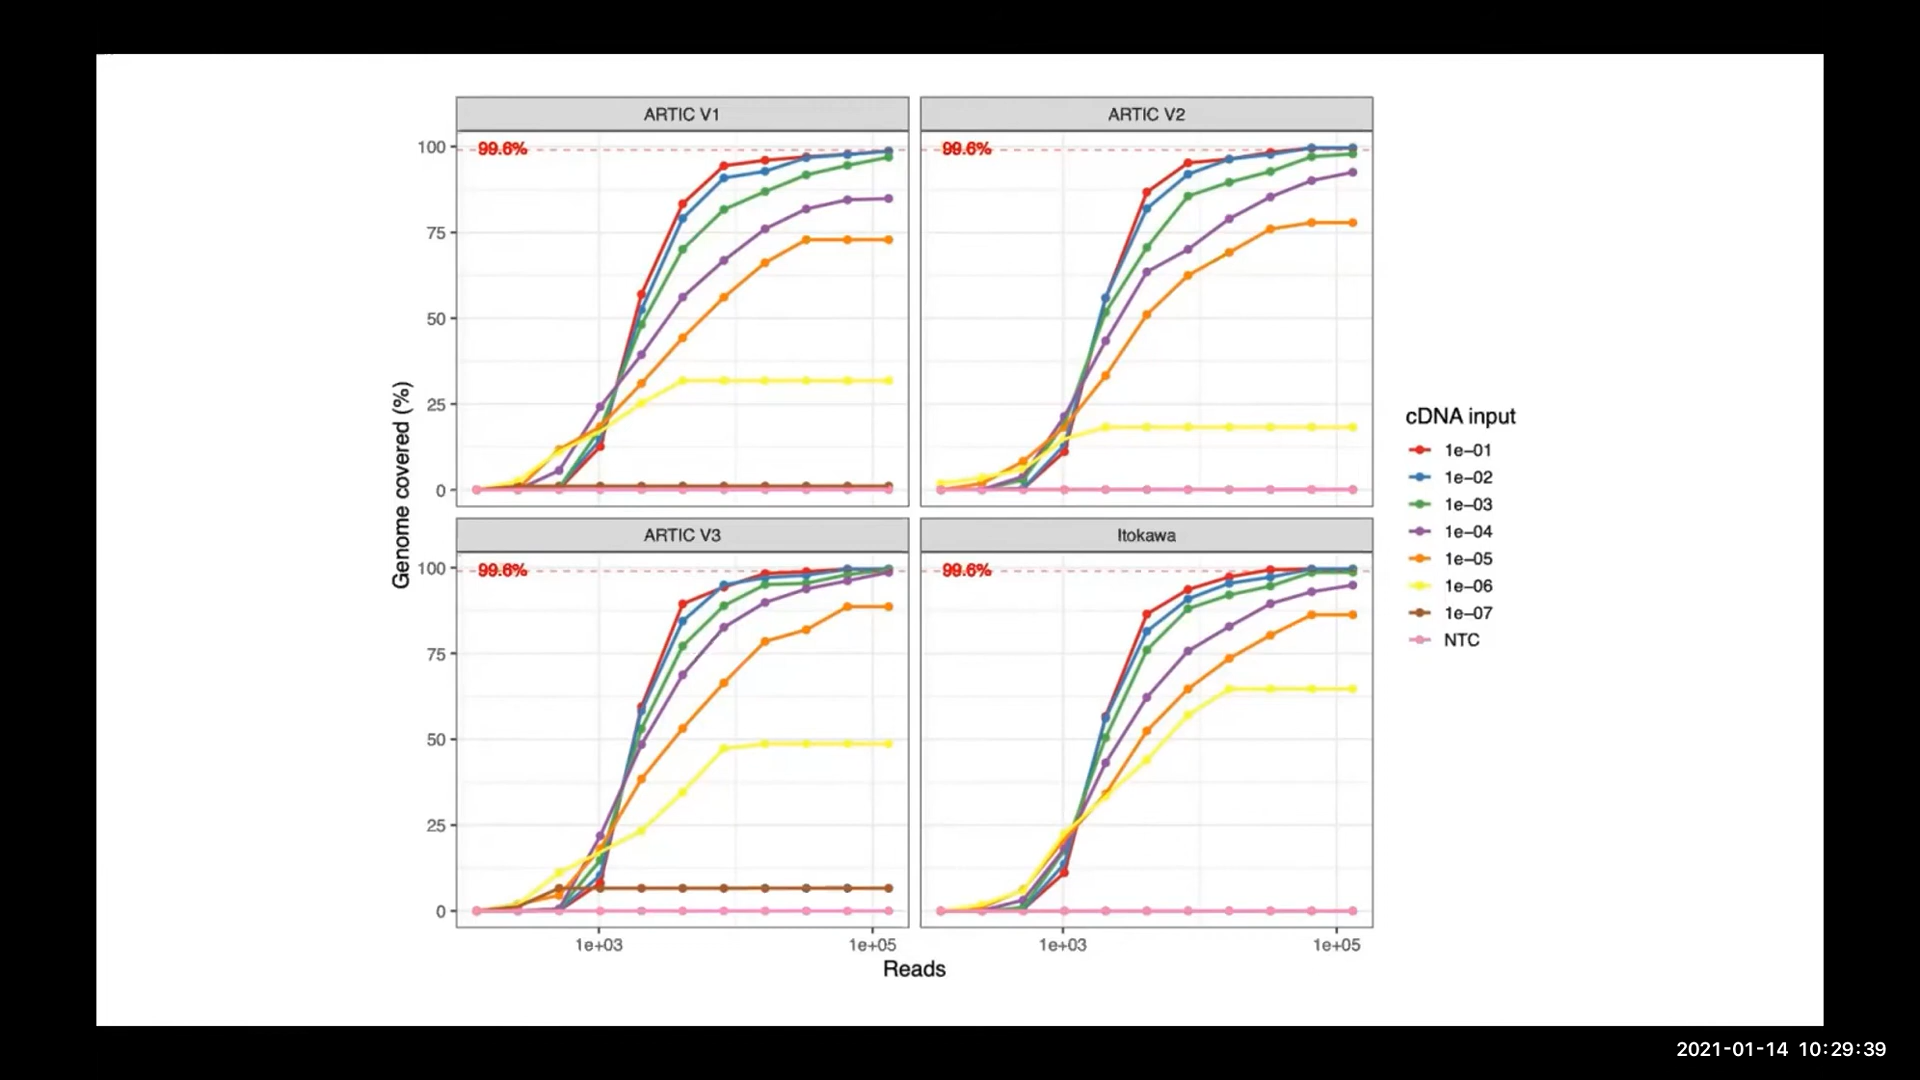 ARTIC V1
ARTIC V2
99.6%
99.6%
100
75
50
25
0
ARTIC V3
Itokawa
99.6%
99.6%
100
75
50
25
0
Genome covered (%)
1e+03
1e+05
1e+03
1e+05
Reads
cDNA input
1e−01
1e−02
1e−03
1e−04
1e−05
1e−06
1e−07
NTC
2021-01-14 10:29:39